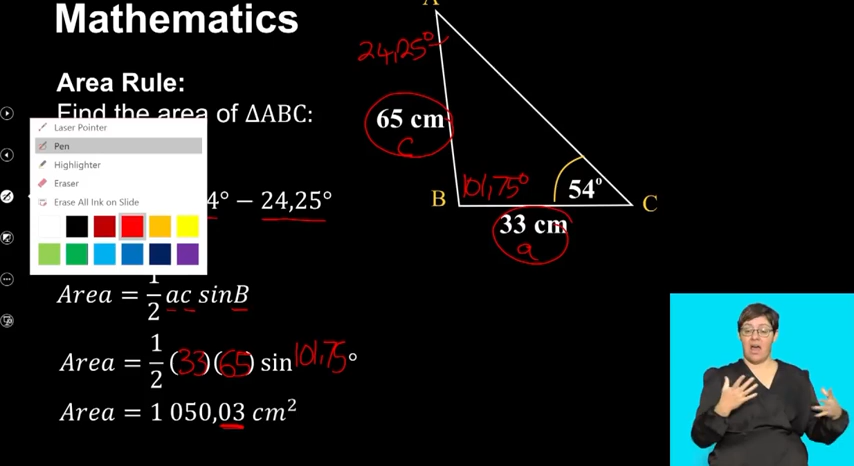 Mathematics
Area Rule:
Find the area of ΔABC:
4° − 24,25°
Area = 1/2 ac sinB
Area = 1/2 (33)(65) sin 101,75°
Area = 1 050,03 cm²
Laser Pointer
Pen
Highlighter
Eraser
Erase All Ink on Slide
A
24,25°
65 cm
c
B
101,75°
54°
C
33 cm
a